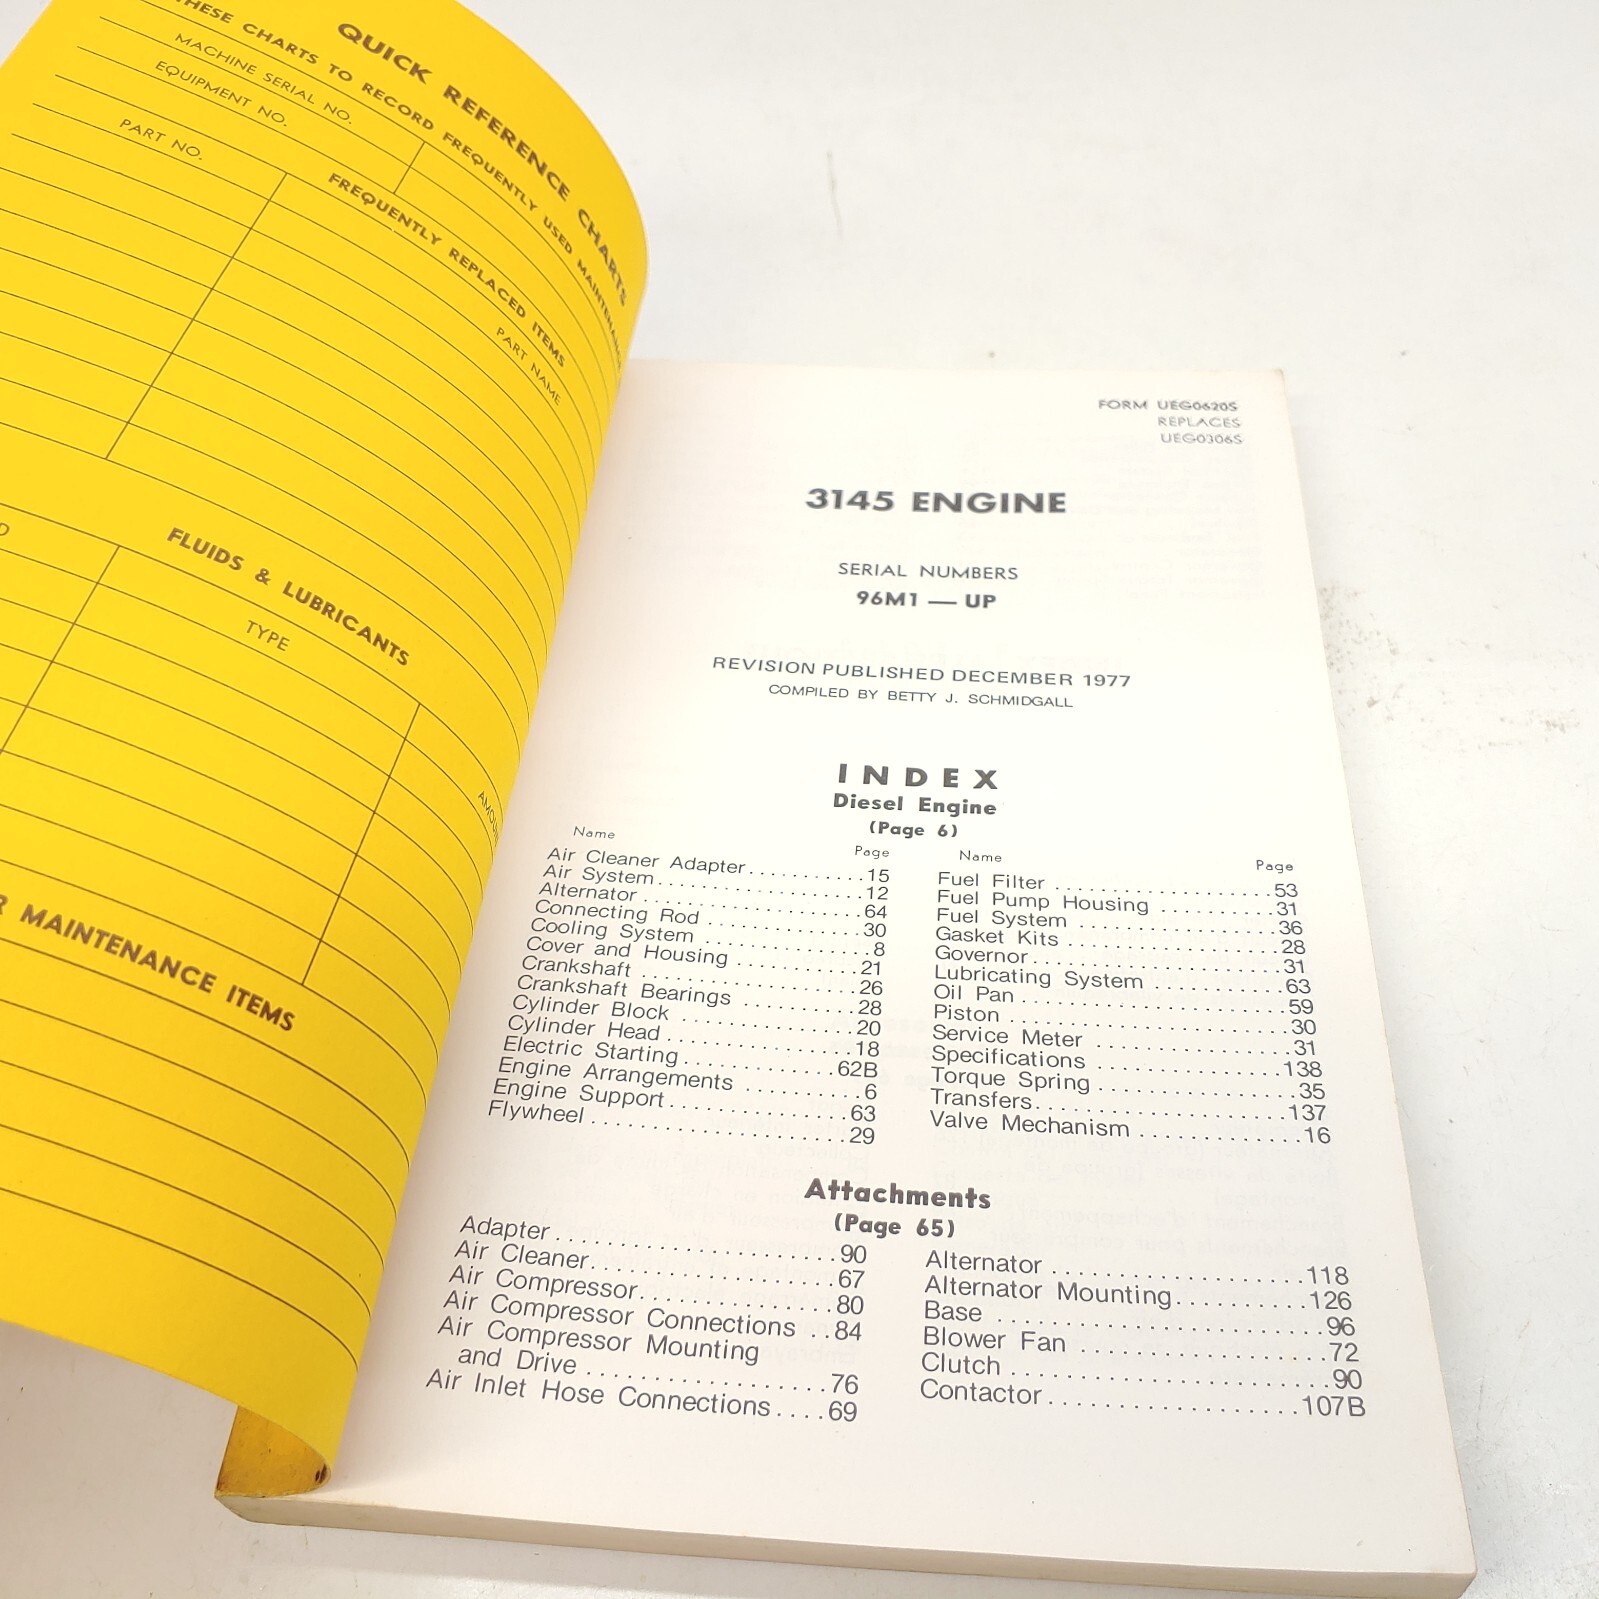 QUICK REFERENCE CHARTS
THESE CHARTS TO RECORD FREQUENTLY USED MAINTENANCE
MACHINE SERIAL NO.
EQUIPMENT NO.
FREQUENTLY REPLACED ITEMS
PART NO.
PART NAME
FLUIDS & LUBRICANTS
TYPE
MAINTENANCE ITEMS
FORM UEG0620S
REPLACES
UEG0306S
3145 ENGINE
SERIAL NUMBERS
96M1 — UP
REVISION PUBLISHED DECEMBER 1977
COMPILED BY BETTY J. SCHMIDGALL
INDEX
Diesel Engine
(Page 6)
Name Page
Air Cleaner Adapter...........15
Air System....................12
Alternator....................64
Connecting Rod................30
Cooling System................8
Cover and Housing.............21
Crankshaft....................26
Crankshaft Bearings...........28
Cylinder Block................20
Cylinder Head.................18
Electric Starting.............62B
Engine Arrangements...........6
Engine Support................63
Flywheel......................29
Name Page
Fuel Filter...................53
Fuel Pump Housing.............31
Fuel System...................36
Gasket Kits...................28
Governor......................31
Lubricating System............63
Oil Pan.......................59
Piston........................30
Service Meter.................31
Specifications................138
Torque Spring.................35
Transfers.....................137
Valve Mechanism...............16
Attachments
(Page 65)
Adapter.......................90
Air Cleaner...................67
Air Compressor................80
Air Compressor Connections ..84
Air Compressor Mounting
and Drive.....................76
Air Inlet Hose Connections....69
Alternator....................118
Alternator Mounting...........126
Base..........................96
Blower Fan....................72
Clutch........................90
Contactor.....................107B